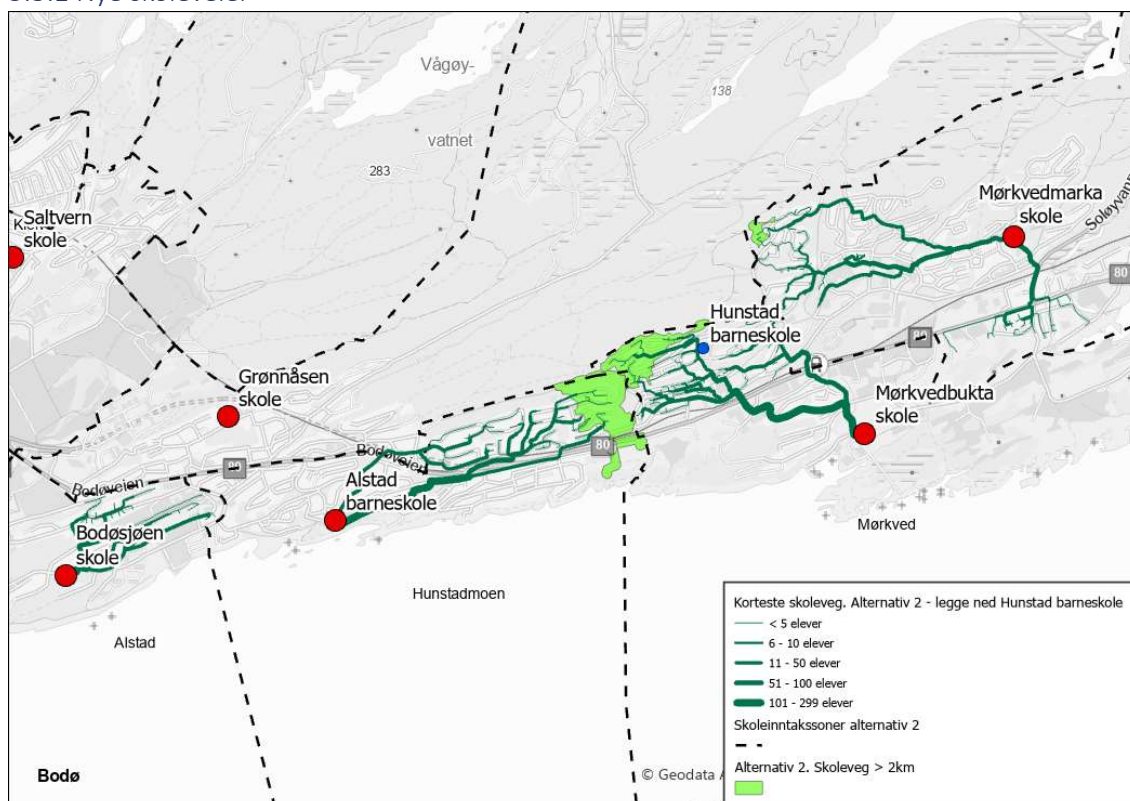 Vågøy-
vatnet
138
283
Saltvern
skole
Mørkvedmarka
skole
Soløyvann
80
Hunstad
barneskole
80
Grønnåsen
skole
Mørkvedbukta
skole
80
Bodøveien
80
Alstad
barneskole
Bodøveien
Mørkved
Bodøsjøen
skole
Hunstadmoen
Alstad
Korteste skoleveg. Alternativ 2 - legge ned Hunstad barneskole
< 5 elever
6 - 10 elever
11 - 50 elever
51 - 100 elever
101 - 299 elever
Skoleinntakssoner alternativ 2
Alternativ 2. Skoleveg > 2km
Bodø
© Geodata